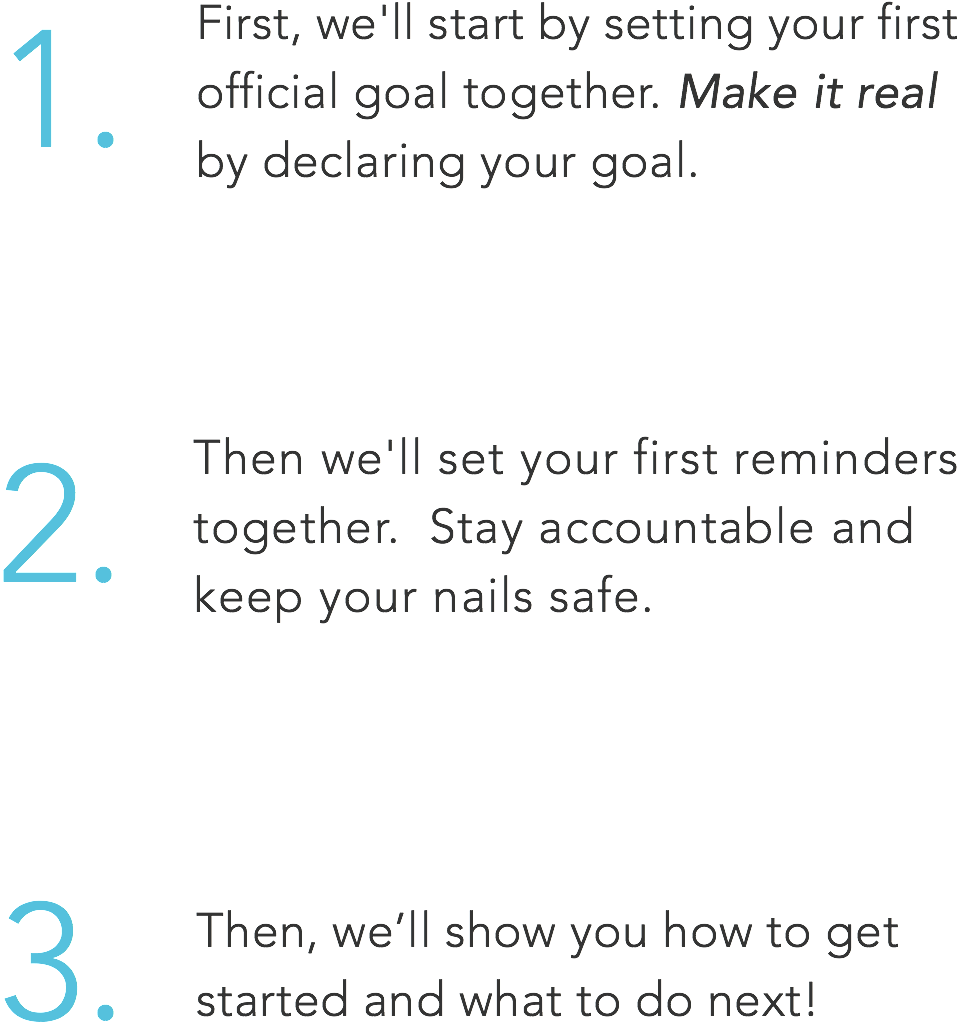 1. First, we'll start by setting your first
official goal together. Make it real
by declaring your goal.
2. Then we'll set your first reminders
together.  Stay accountable and
keep your nails safe.
3. Then, we’ll show you how to get
started and what to do next!